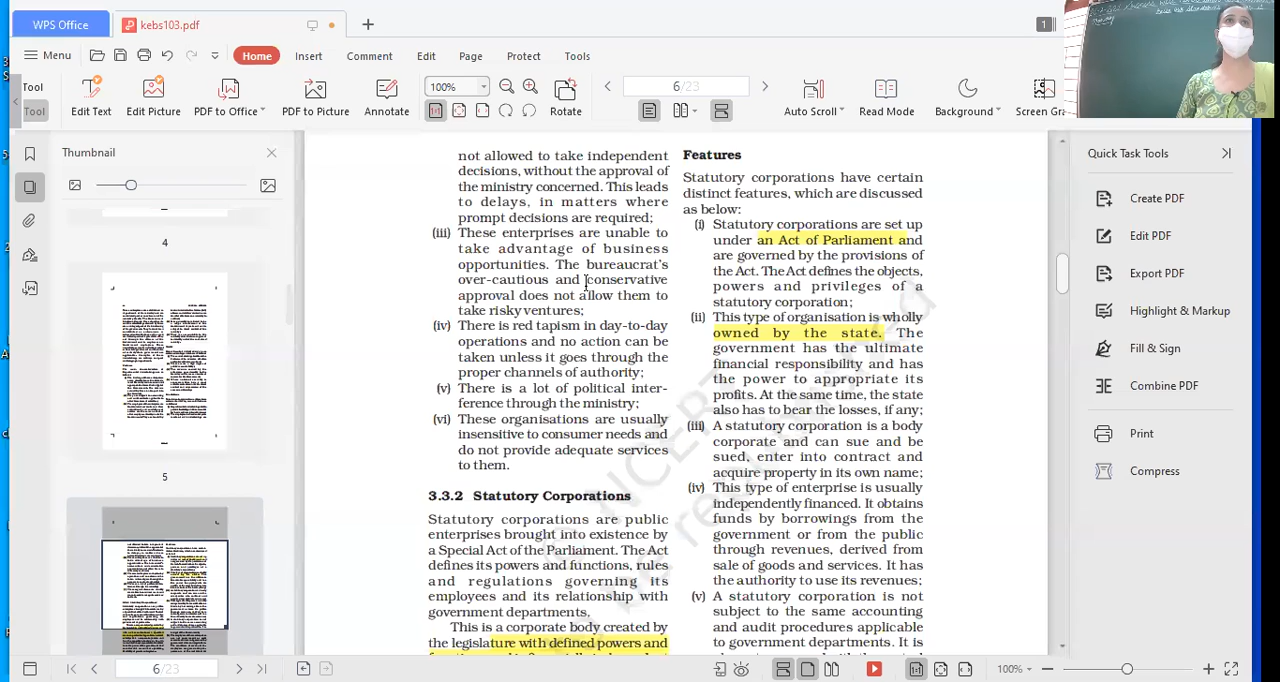 WPS Office
kebs103.pdf
1
Menu
Home
Insert
Comment
Edit
Page
Protect
Tools
Tool
Tool
Edit Text
Edit Picture
PDF to Office
PDF to Picture
Annotate
100%
Rotate
6/23
Auto Scroll
Read Mode
Background
Screen Gra
Thumbnail
4
5
not allowed to take independent
decisions, without the approval of
the ministry concerned. This leads
to delays, in matters where
prompt decisions are required;
(iii) These enterprises are unable to
take advantage of business
opportunities. The bureaucrat's
over-cautious and conservative
approval does not allow them to
take risky ventures;
(iv) There is red tapism in day-to-day
operations and no action can be
taken unless it goes through the
proper channels of authority;
(v) There is a lot of political inter-
ference through the ministry;
(vi) These organisations are usually
insensitive to consumer needs and
do not provide adequate services
to them.
3.3.2 Statutory Corporations
Statutory corporations are public
enterprises brought into existence by
a Special Act of the Parliament. The Act
defines its powers and functions, rules
and regulations governing its
employees and its relationship with
government departments.
This is a corporate body created by
the legislature with defined powers and
Features
Statutory corporations have certain
distinct features, which are discussed
as below:
(i) Statutory corporations are set up
under an Act of Parliament and
are governed by the provisions of
the Act. The Act defines the objects,
powers and privileges of a
statutory corporation;
(ii) This type of organisation is wholly
owned by the state. The
government has the ultimate
financial responsibility and has
the power to appropriate its
profits. At the same time, the state
also has to bear the losses, if any;
(iii) A statutory corporation is a body
corporate and can sue and be
sued, enter into contract and
acquire property in its own name;
(iv) This type of enterprise is usually
independently financed. It obtains
funds by borrowings from the
government or from the public
through revenues, derived from
sale of goods and services. It has
the authority to use its revenues;
(v) A statutory corporation is not
subject to the same accounting
and audit procedures applicable
to government departments. It is
Quick Task Tools
Create PDF
Edit PDF
Export PDF
Highlight & Markup
Fill & Sign
Combine PDF
Print
Compress
6/23
100%